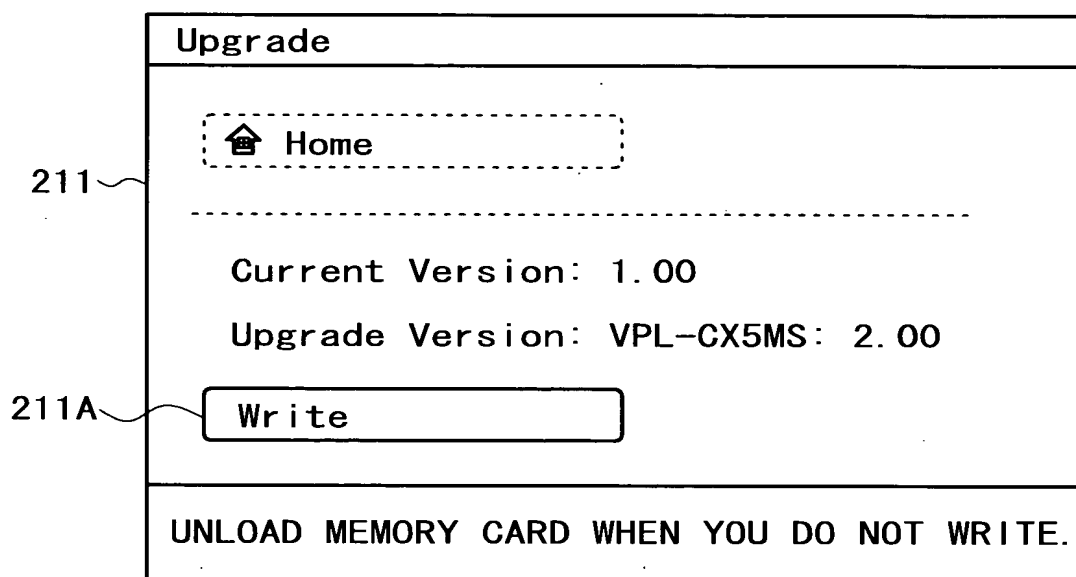 Upgrade
Home
211
Current Version: 1.00
Upgrade Version: VPL-CX5MS: 2.00
211A
Write
UNLOAD MEMORY CARD WHEN YOU DO NOT WRITE.